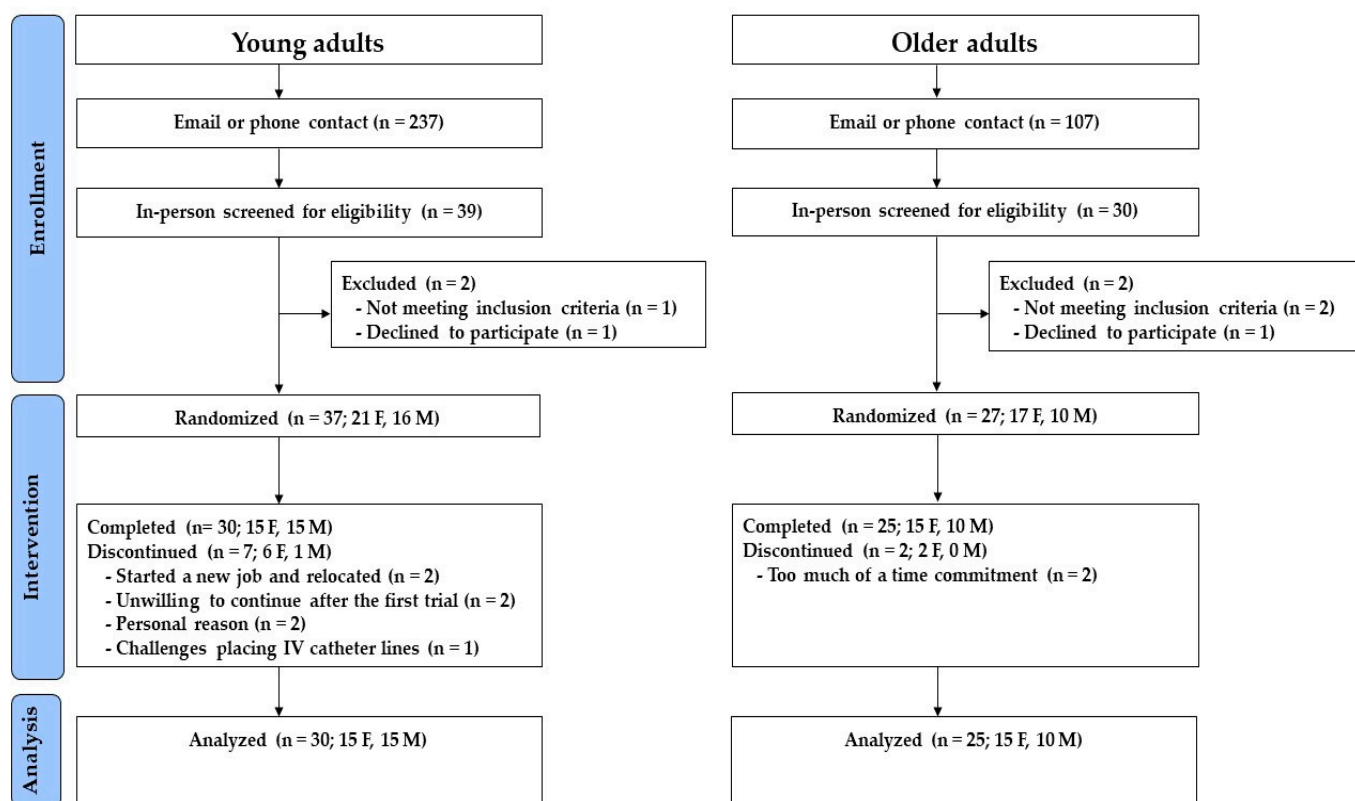 Enrollment
Young adults
Email or phone contact (n = 237)
In-person screened for eligibility (n = 39)
Excluded (n = 2)
- Not meeting inclusion criteria (n = 1)
- Declined to participate (n = 1)
Older adults
Email or phone contact (n = 107)
In-person screened for eligibility (n = 30)
Excluded (n = 2)
- Not meeting inclusion criteria (n = 2)
- Declined to participate (n = 1)
Intervention
Randomized (n = 37; 21 F, 16 M)
Completed (n= 30; 15 F, 15 M)
Discontinued (n = 7; 6 F, 1 M)
- Started a new job and relocated (n = 2)
- Unwilling to continue after the first trial (n = 2)
- Personal reason (n = 2)
- Challenges placing IV catheter lines (n = 1)
Randomized (n = 27; 17 F, 10 M)
Completed (n = 25; 15 F, 10 M)
Discontinued (n = 2; 2 F, 0 M)
- Too much of a time commitment (n = 2)
Analysis
Analyzed (n = 30; 15 F, 15 M)
Analyzed (n = 25; 15 F, 10 M)